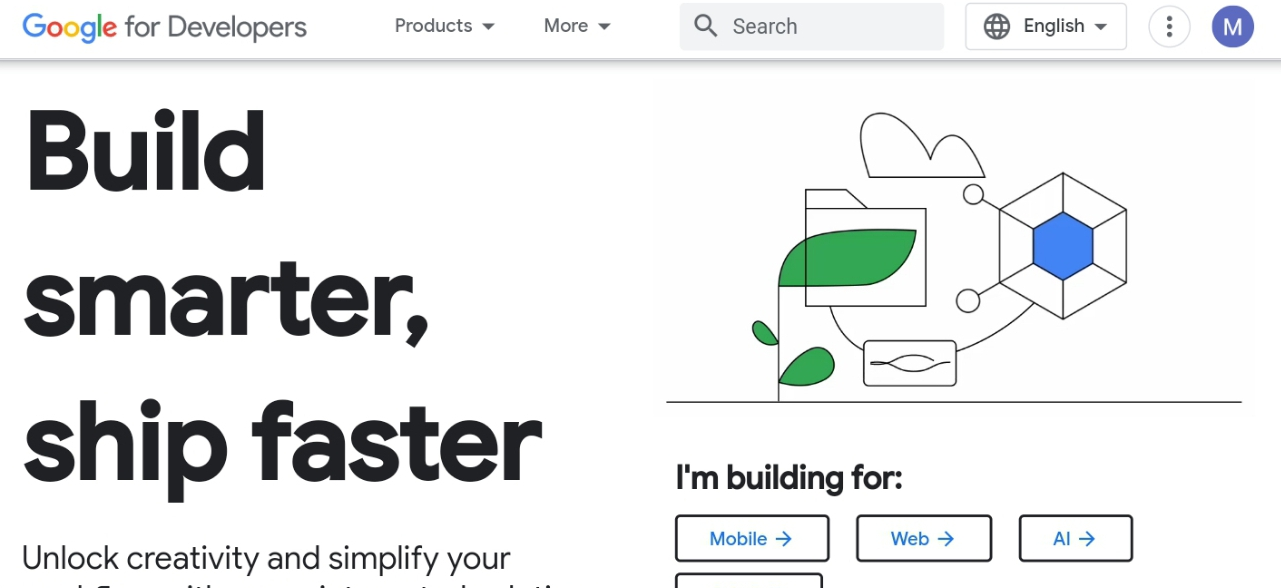 Google for Developers
Products
More
Search
English
M
Build
smarter,
ship faster
Unlock creativity and simplify your
I'm building for:
Mobile →
Web →
AI →